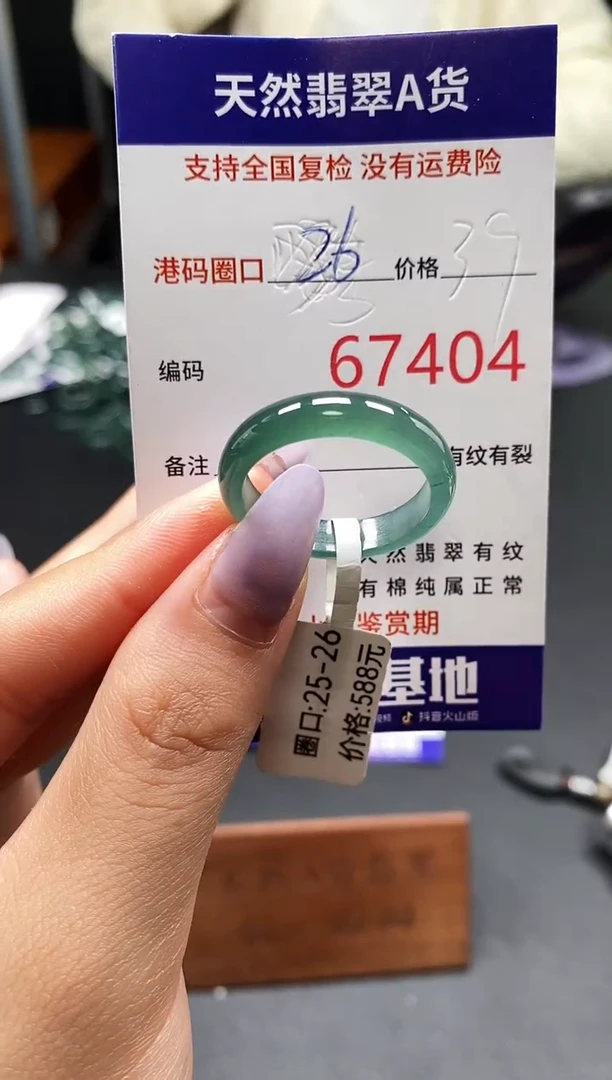 天然翡翠A货
支持全国复检 没有运费险
港码圈口 26 价格 39
编码 67404
备注 有纹有裂
天然翡翠有纹
有棉纯属正常
鉴赏期
基地
抖音火山版
圈口:25-26
价格:588元